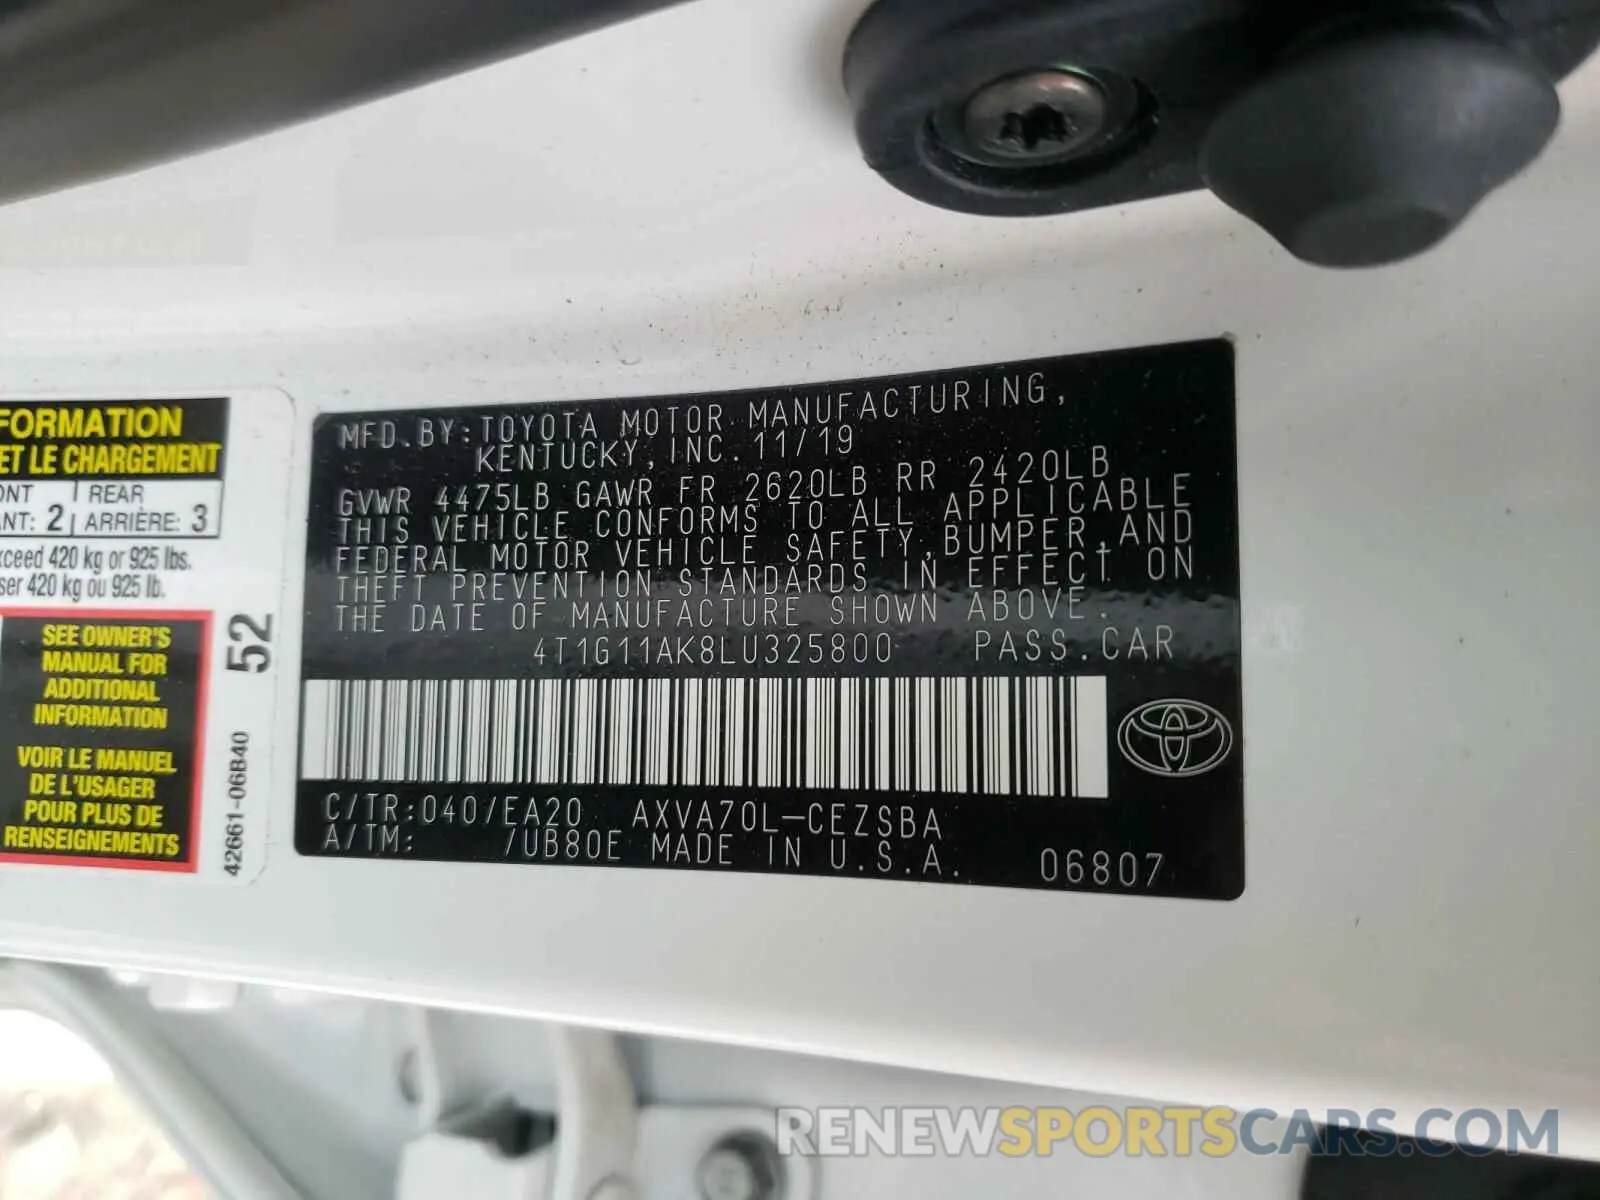 FORMATION
ET LE CHARGEMENT
REAR
ANT: 2 ARRIÈRE: 3
xceed 420 kg or 925 lbs.
ser 420 kg ou 925 lb.
SEE OWNER'S
MANUAL FOR
ADDITIONAL
INFORMATION
VOIR LE MANUEL
DE L'USAGER
POUR PLUS DE
RENSEIGNEMENTS
52
42661-06B40
MFD.BY:TOYOTA MOTOR MANUFACTURING,
KENTUCKY, INC. 11/19
GVWR 4475LB GAWR FR 2620LB RR 2420LB
THIS VEHICLE CONFORMS TO ALL APPLICABLE
FEDERAL MOTOR VEHICLE SAFETY,BUMPER,AND
THEFT PREVENTION STANDARDS IN EFFECT ON
THE DATE OF MANUFACTURE SHOWN ABOVE.
4T1G11AK8LU325800 PASS.CAR
C/TR:040/EA20 AXVA70L-CEZSBA
A/TM: /UB80E MADE IN U.S.A. 06807
RENEWSPORTSCARS.COM